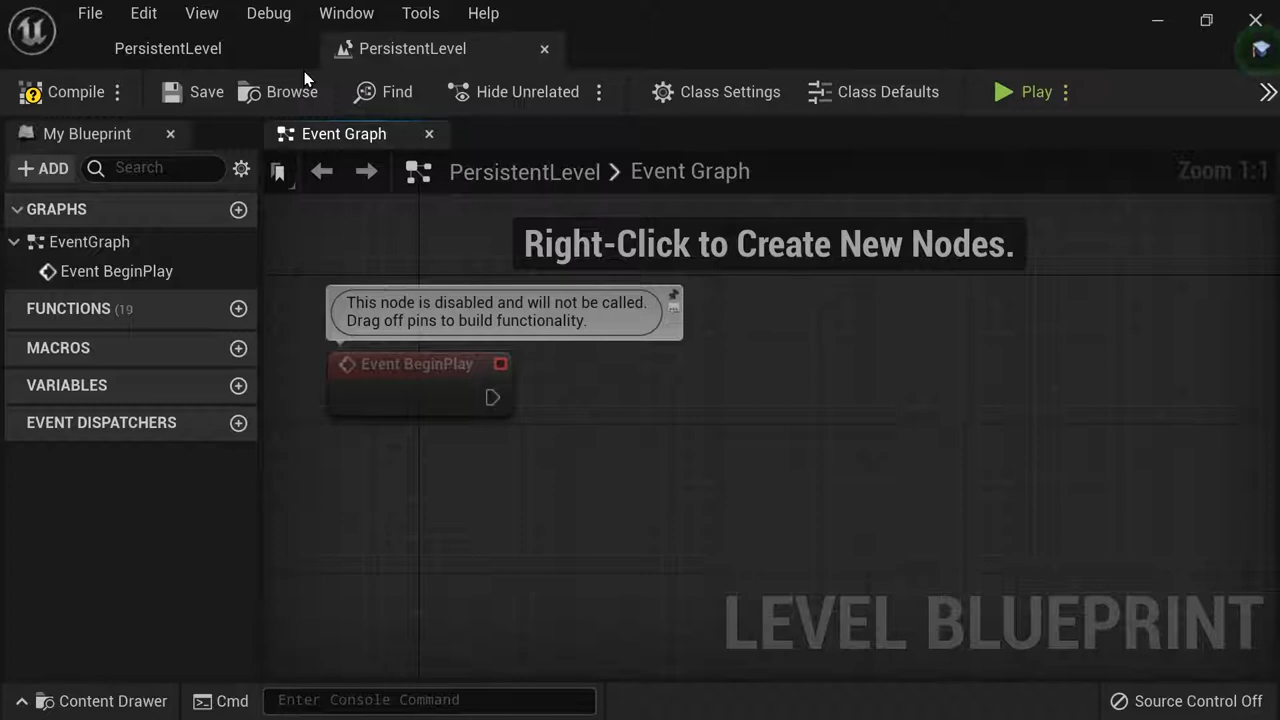 File Edit View Debug Window Tools Help
PersistentLevel PersistentLevel
Compile Save Browse Find Hide Unrelated Class Settings Class Defaults Play
My Blueprint Event Graph
+ ADD Search PersistentLevel > Event Graph Zoom 1:1
GRAPHS
Right-Click to Create New Nodes.
EventGraph
Event BeginPlay
FUNCTIONS (19
MACROS
VARIABLES
EVENT DISPATCHERS
This node is disabled and will not be called.
Drag off pins to build functionality.
Event BeginPlay
LEVEL BLUEPRINT
Content Drawer Cmd Enter Console Command Source Control Off